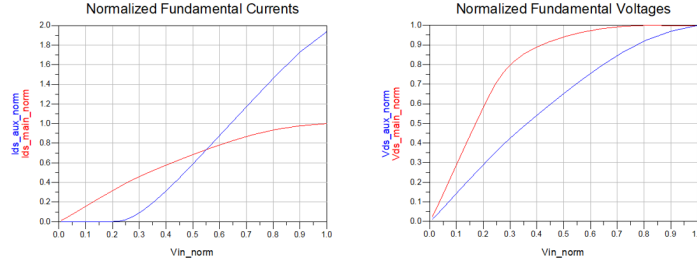 Normalized Fundamental Currents
Ids_aux_norm
Ids_main_norm
2.0
1.8
1.6
1.4
1.2
1.0
0.8
0.6
0.4
0.2
0.0
0.0 0.1 0.2 0.3 0.4 0.5 0.6 0.7 0.8 0.9 1.0
Vin_norm
Normalized Fundamental Voltages
Vds_aux_norm
Vds_main_norm
1.0
0.9
0.8
0.7
0.6
0.5
0.4
0.3
0.2
0.1
0.0
0.0 0.1 0.2 0.3 0.4 0.5 0.6 0.7 0.8 0.9 1.0
Vin_norm